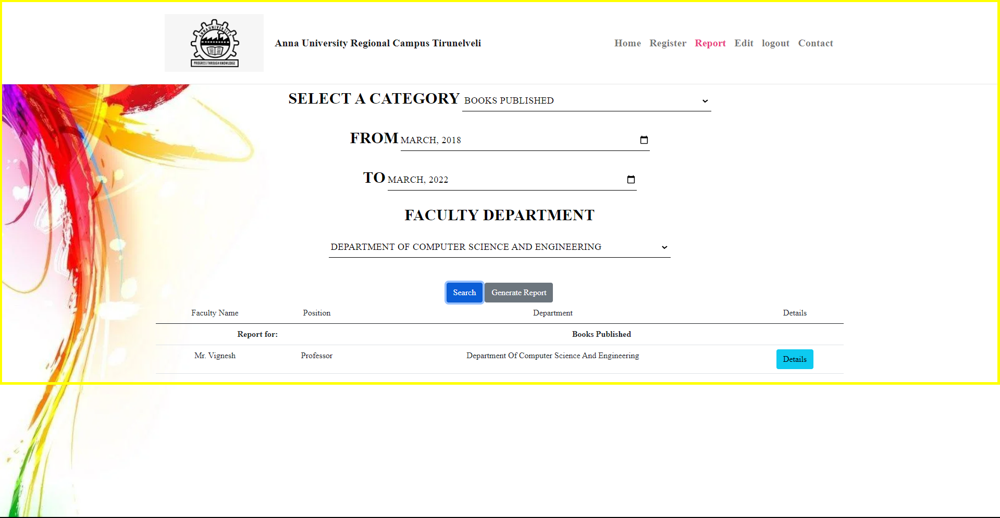 ANNA UNIVERSITY
PROGRESS THROUGH KNOWLEDGE
Anna University Regional Campus Tirunelveli
Home Register Report Edit logout Contact
SELECT A CATEGORY BOOKS PUBLISHED
FROM MARCH, 2018
TO MARCH, 2022
FACULTY DEPARTMENT
DEPARTMENT OF COMPUTER SCIENCE AND ENGINEERING
Search Generate Report
Faculty Name Position Department Details
Report for: Books Published
Mr. Vignesh Professor Department Of Computer Science And Engineering Details